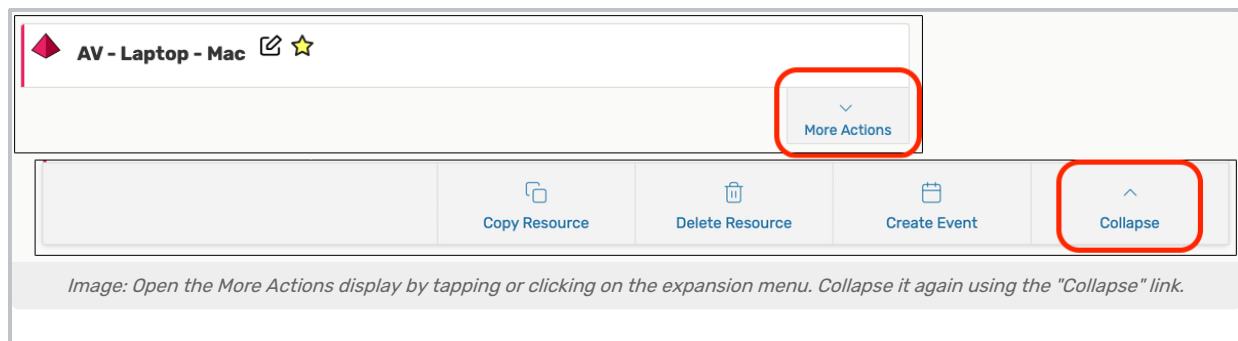 AV - Laptop - Mac
More Actions
Copy Resource
Delete Resource
Create Event
Collapse
Image: Open the More Actions display by tapping or clicking on the expansion menu. Collapse it again using the "Collapse" link.